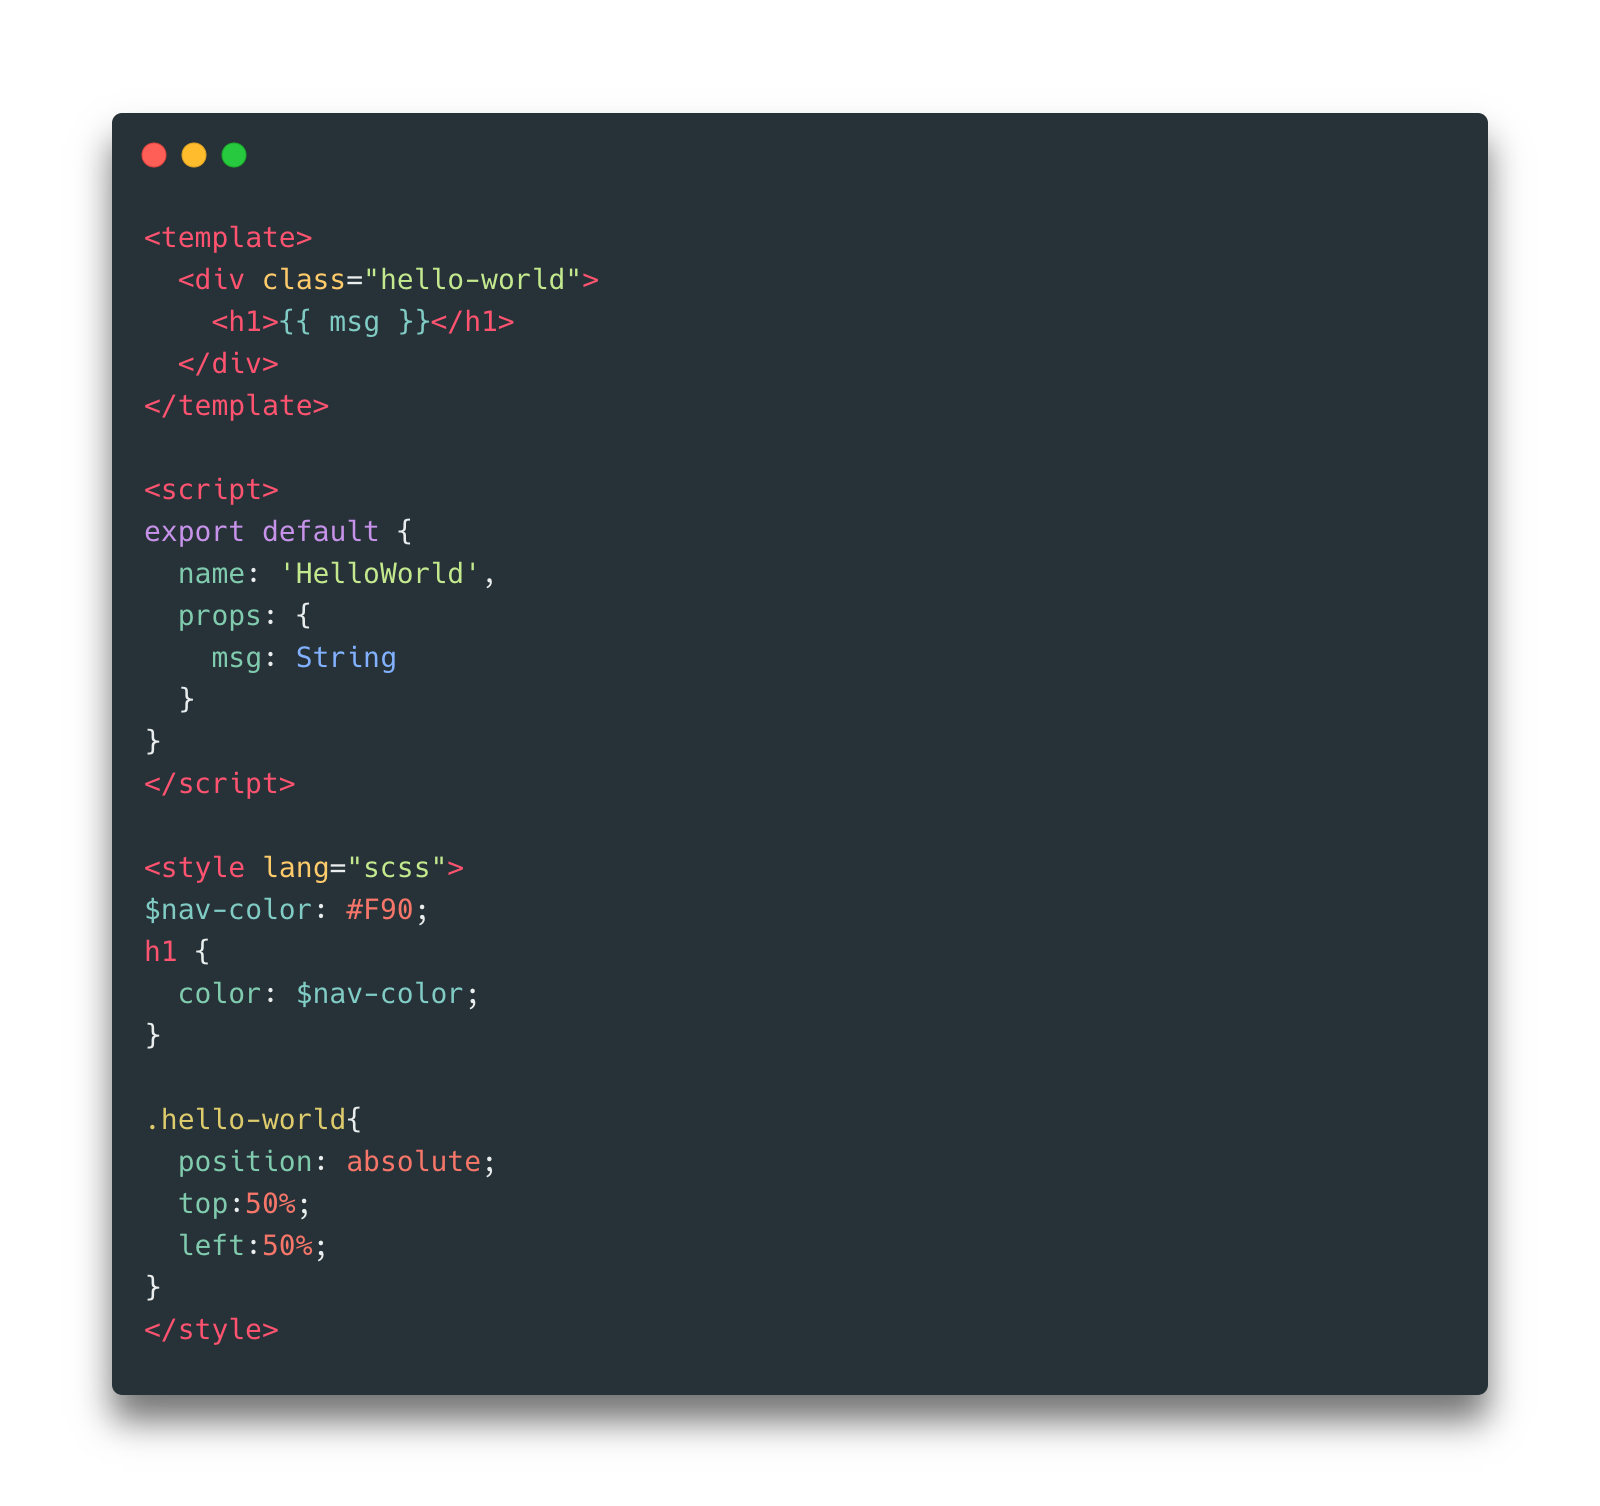 <template>
  <div class="hello-world">
    <h1>{{ msg }}</h1>
  </div>
</template>

<script>
export default {
  name: 'HelloWorld',
  props: {
    msg: String
  }
}
</script>

<style lang="scss">
$nav-color: #F90;
h1 {
  color: $nav-color;
}

.hello-world{
  position: absolute;
  top:50%;
  left:50%;
}
</style>